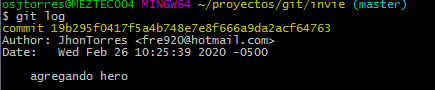 osjtorres@MEZTECO04 MINGW64 ~/proyectos/git/invie (master)
$ git log
commit 19b295f0417f5a4b748e7e8f666a9da2acf64763
Author: JhonTorres <fre920@hotmail.com>
Date:   Wed Feb 26 10:25:39 2020 -0500
    agregando hero